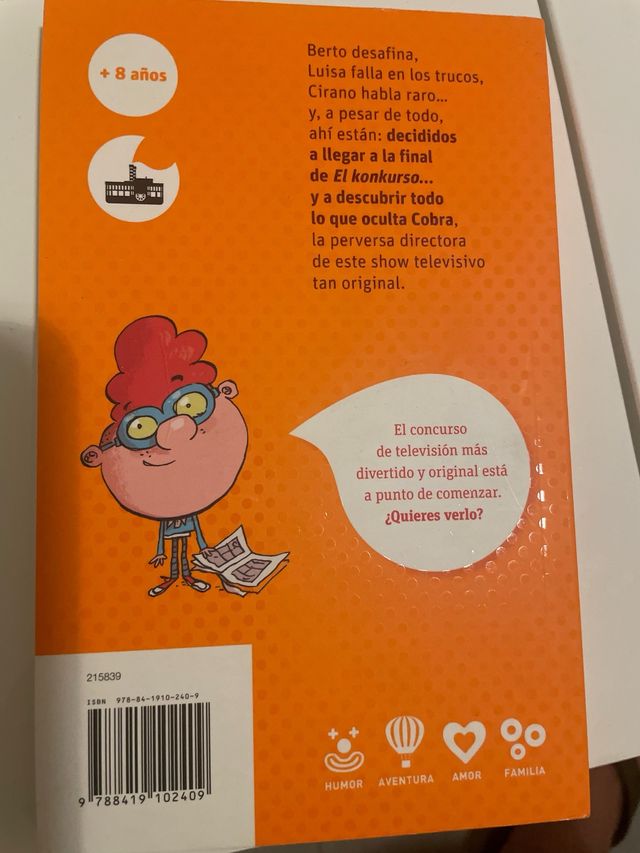 + 8 años
Berto desafina,
Luisa falla en los trucos,
Cirano habla raro...
y, a pesar de todo,
ahí están: decididos
a llegar a la final
de El konkurso...
y a descubrir todo
lo que oculta Cobra,
la perversa directora
de este show televisivo
tan original.
El concurso
de televisión más
divertido y original está
a punto de comenzar.
¿Quieres verlo?
215839
ISBN 978-84-1910-240-9
9 788419 102409
HUMOR AVENTURA AMOR FAMILIA